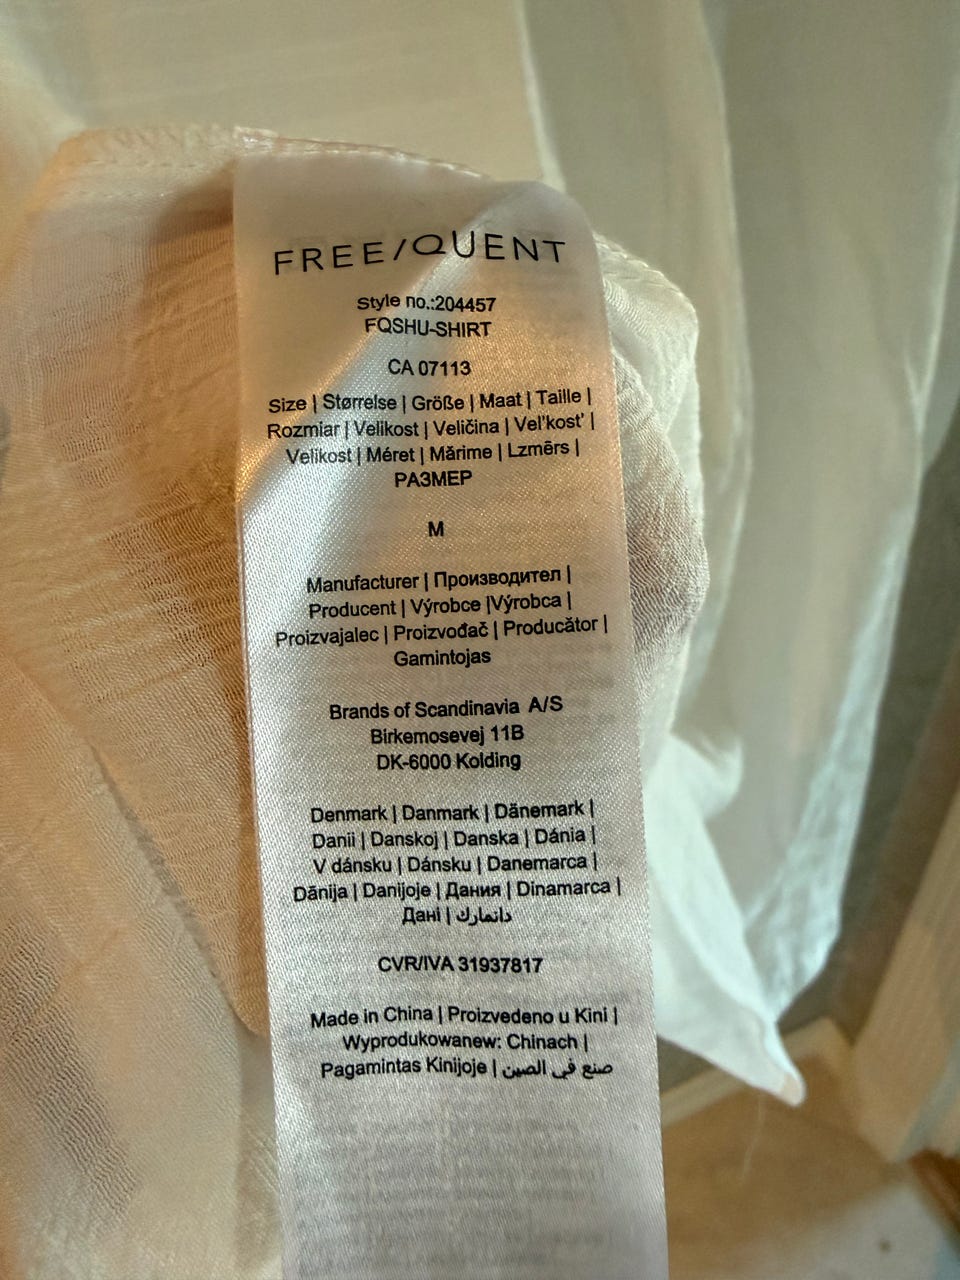 FREE/QUENT
Style no.:204457
FQSHU-SHIRT
CA 07113
Size | Størrelse | Größe | Maat | Taille |
Rozmiar | Velikost | Veličina | Vel'kost' |
Velikost | Méret | Mărime | Lzmērs |
РАЗМЕР
M
Manufacturer | Производител |
Producent | Výrobce |Výrobca |
Proizvajalec | Proizvođač | Producător |
Gamintojas
Brands of Scandinavia A/S
Birkemosevej 11B
DK-6000 Kolding
Denmark | Danmark | Dänemark |
Danii | Danskoj | Danska | Dánia |
V dánsku | Dánsku | Danemarca |
Dānija | Danijoje | Дания | Dinamarca |
Дані | دانمارك
CVR/IVA 31937817
Made in China | Proizvedeno u Kini |
Wyprodukowanew: Chinach |
Pagamintas Kinijoje | صنع في الصين